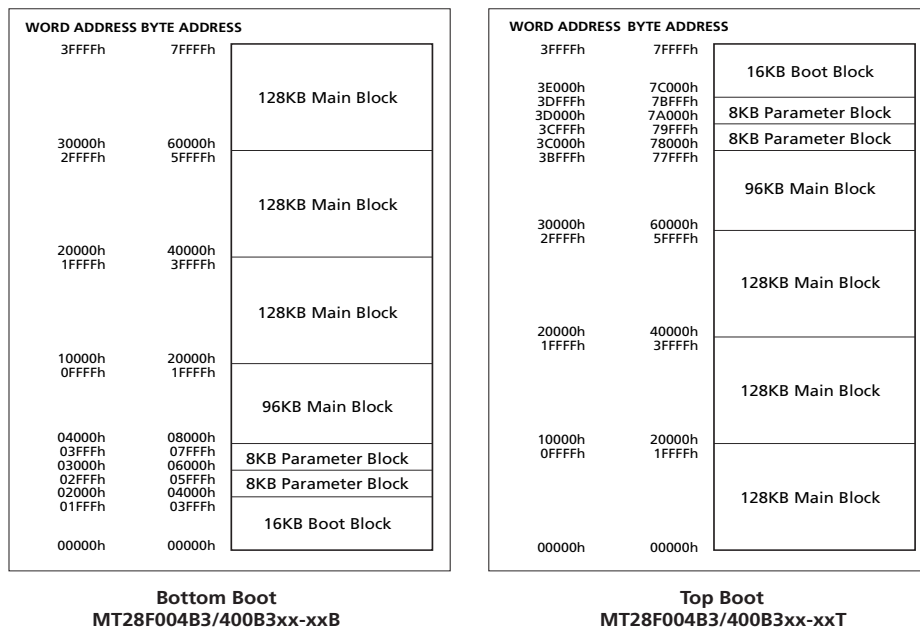 WORD ADDRESS BYTE ADDRESS
3FFFFh 7FFFFh
128KB Main Block
30000h 60000h
2FFFFh 5FFFFh
128KB Main Block
20000h 40000h
1FFFFh 3FFFFh
128KB Main Block
10000h 20000h
0FFFFh 1FFFFh
96KB Main Block
04000h 08000h
03FFFh 07FFFh
8KB Parameter Block
03000h 06000h
02FFFh 05FFFh
8KB Parameter Block
02000h 04000h
01FFFh 03FFFh
16KB Boot Block
00000h 00000h
Bottom Boot
MT28F004B3/400B3xx-xxB
WORD ADDRESS BYTE ADDRESS
3FFFFh 7FFFFh
16KB Boot Block
3E000h 7C000h
3DFFFh 7BFFFh
8KB Parameter Block
3D000h 7A000h
3CFFFh 79FFFh
8KB Parameter Block
3C000h 78000h
3BFFFh 77FFFh
96KB Main Block
30000h 60000h
2FFFFh 5FFFFh
128KB Main Block
20000h 40000h
1FFFFh 3FFFFh
128KB Main Block
10000h 20000h
0FFFFh 1FFFFh
128KB Main Block
00000h 00000h
Top Boot
MT28F004B3/400B3xx-xxT